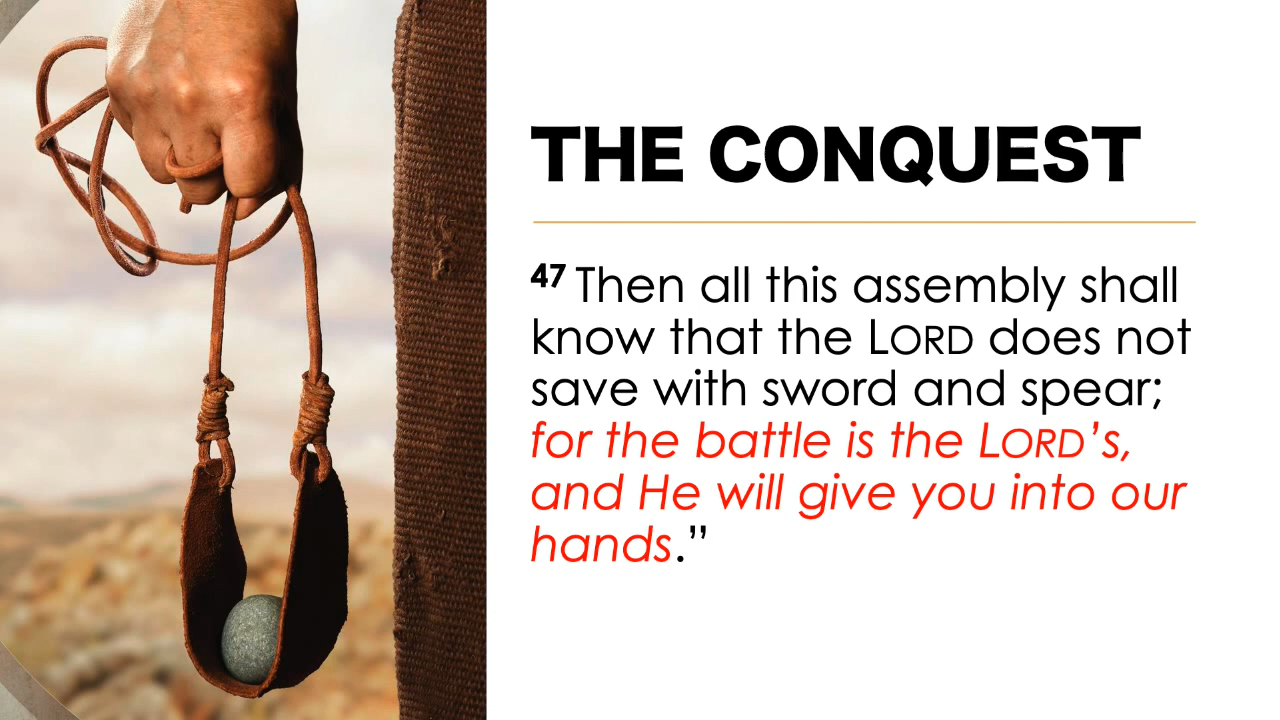 THE CONQUEST
47 Then all this assembly shall
know that the LORD does not
save with sword and spear;
for the battle is the LORD’s,
and He will give you into our
hands.”